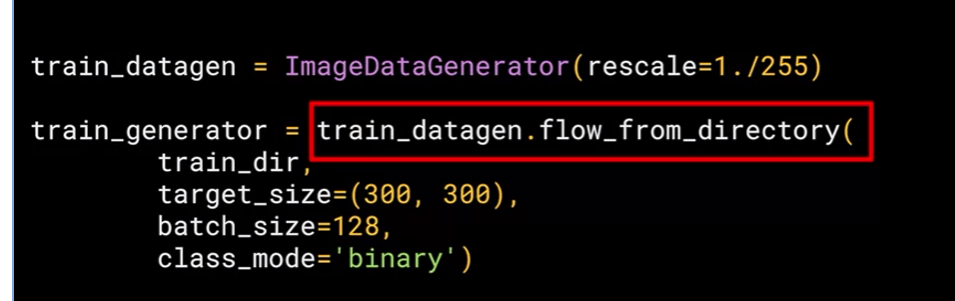 train_datagen = ImageDataGenerator(rescale=1./255)
train_generator = train_datagen.flow_from_directory(
train_dir,
target_size=(300, 300),
batch_size=128,
class_mode='binary')